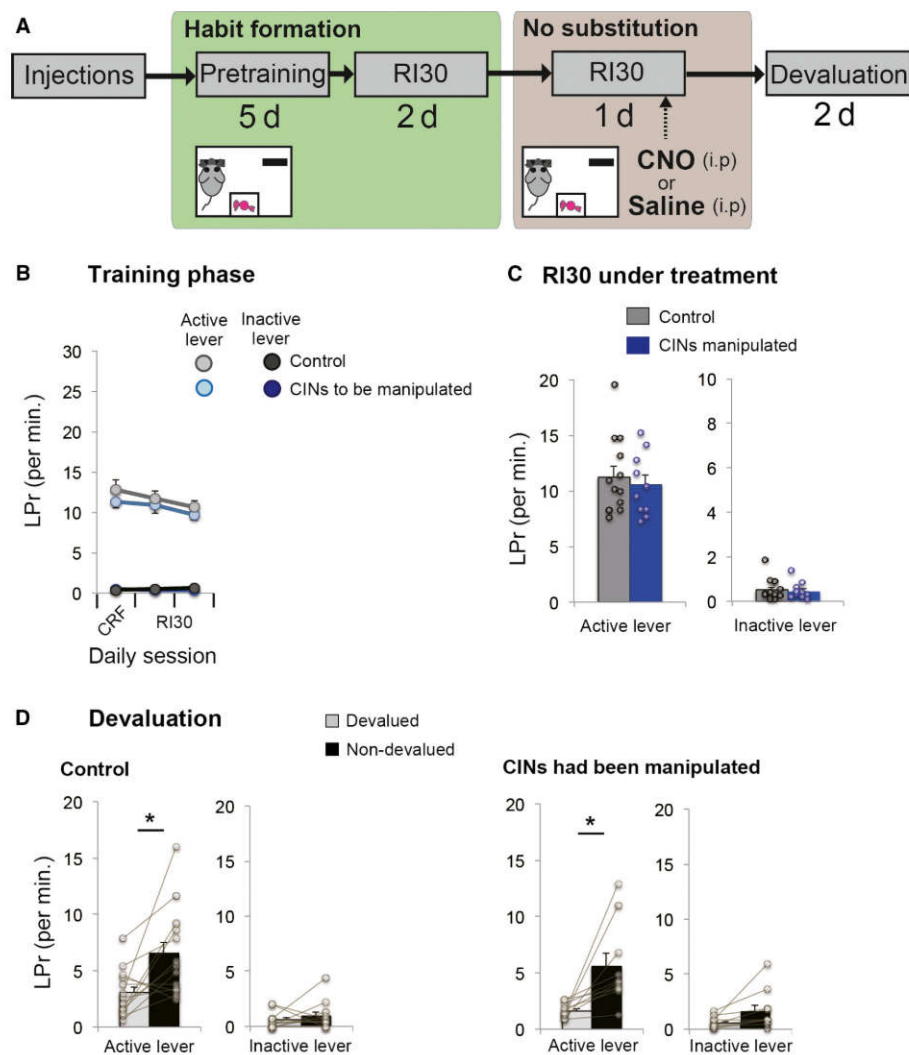 A
Habit formation
No substitution
Injections
Pretraining
RI30
RI30
Devaluation
5 d
2 d
1 d
2 d
CNO (i.p)
or
Saline (i.p)
B Training phase
Active lever
Inactive lever
Control
CINs to be manipulated
30
25
20
15
10
5
0
LPr (per min.)
CRF
RI30
Daily session
C RI30 under treatment
Control
CINs manipulated
20
15
10
5
0
LPr (per min.)
Active lever
10
8
6
4
2
0
Inactive lever
D Devaluation
Devalued
Non-devalued
Control
20
15
10
5
0
LPr (per min.)
*
Active lever
20
15
10
5
0
Inactive lever
CINs had been manipulated
20
15
10
5
0
*
Active lever
20
15
10
5
0
Inactive lever